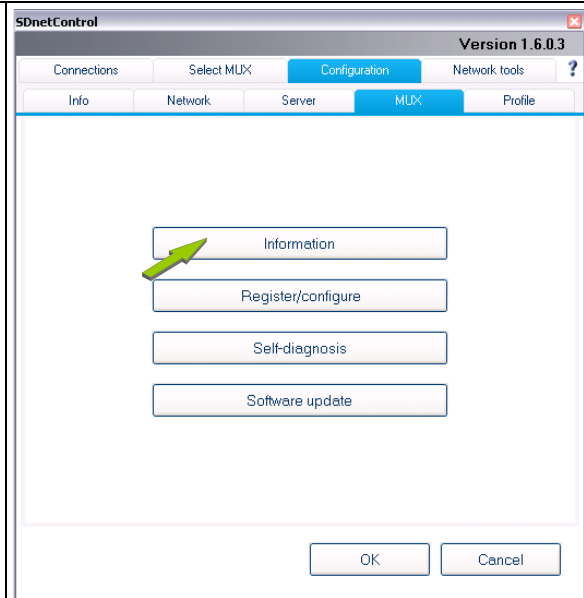 SDnetControl
Version 1.6.0.3
Connections Select MUX Configuration Network tools ?
Info Network Server MUX Profile
Information
Register/configure
Self-diagnosis
Software update
OK Cancel